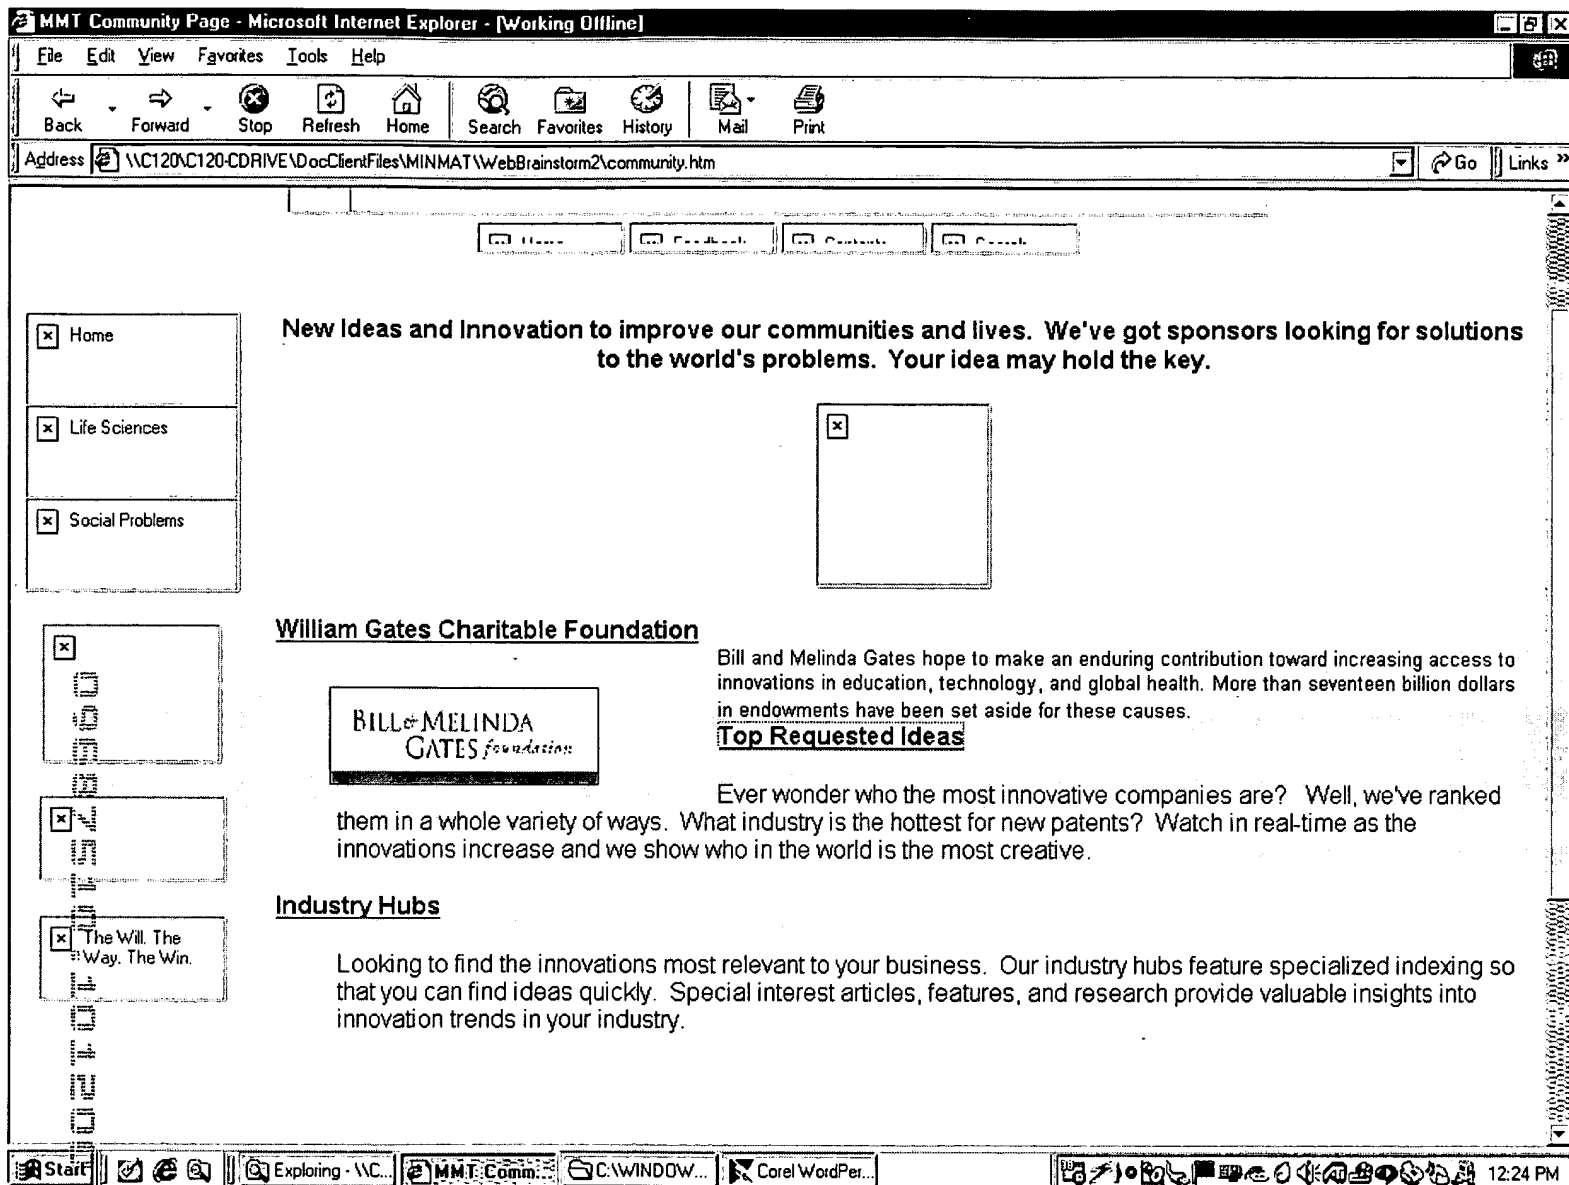 MMT Community Page - Microsoft Internet Explorer - [Working Offline]
File Edit View Favorites Tools Help
Back Forward Stop Refresh Home Search Favorites History Mail Print
Address \\C120\C120-CDRIVE\DocClientFiles\MINMAT\WebBrainstorm2\community.htm Go Links »
Home
Life Sciences
Social Problems
New Ideas and Innovation to improve our communities and lives. We've got sponsors looking for solutions
to the world's problems. Your idea may hold the key.
William Gates Charitable Foundation
BILL & MELINDA
GATES foundation
Bill and Melinda Gates hope to make an enduring contribution toward increasing access to
innovations in education, technology, and global health. More than seventeen billion dollars
in endowments have been set aside for these causes.
Top Requested Ideas
Ever wonder who the most innovative companies are? Well, we've ranked
them in a whole variety of ways. What industry is the hottest for new patents? Watch in real-time as the
innovations increase and we show who in the world is the most creative.
The Will. The
Way. The Win.
Industry Hubs
Looking to find the innovations most relevant to your business. Our industry hubs feature specialized indexing so
that you can find ideas quickly. Special interest articles, features, and research provide valuable insights into
innovation trends in your industry.
Start Exploring - \\C... MMT Comm... C:\WINDOW... Corel WordPer... 12:24 PM